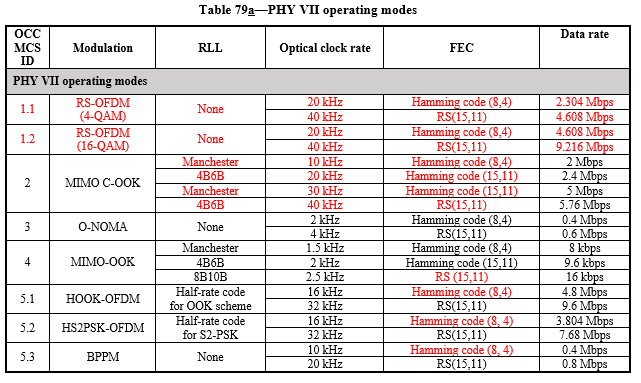 Table 79a—PHY VII operating modes
OCC MCS ID | Modulation | RLL | Optical clock rate | FEC | Data rate
PHY VII operating modes
1.1 | RS-OFDM (4-QAM) | None | 20 kHz | Hamming code (8,4) | 2.304 Mbps
40 kHz | RS(15,11) | 4.608 Mbps
1.2 | RS-OFDM (16-QAM) | None | 20 kHz | Hamming code (8,4) | 4.608 Mbps
40 kHz | RS(15,11) | 9.216 Mbps
2 | MIMO C-OOK | Manchester | 10 kHz | Hamming code (8,4) | 2 Mbps
4B6B | 20 kHz | Hamming code (15,11) | 2.4 Mbps
Manchester | 30 kHz | Hamming code (15,11) | 5 Mbps
4B6B | 40 kHz | RS(15,11) | 5.76 Mbps
3 | O-NOMA | None | 2 kHz | Hamming code (8,4) | 0.4 Mbps
4 kHz | RS(15,11) | 0.6 Mbps
4 | MIMO-OOK | Manchester | 1.5 kHz | Hamming code (8,4) | 8 kbps
4B6B | 2 kHz | Hamming code (15,11) | 9.6 kbps
8B10B | 2.5 kHz | RS (15,11) | 16 kbps
5.1 | HOOK-OFDM | Half-rate code for OOK scheme | 16 kHz | Hamming code (8,4) | 4.8 Mbps
32 kHz | RS(15,11) | 9.6 Mbps
5.2 | HS2PSK-OFDM | Half-rate code for S2-PSK | 16 kHz | Hamming code (8, 4) | 3.804 Mbps
32 kHz | RS(15,11) | 7.68 Mbps
5.3 | BPPM | None | 10 kHz | Hamming code (8, 4) | 0.4 Mbps
20 kHz | RS(15,11) | 0.8 Mbps